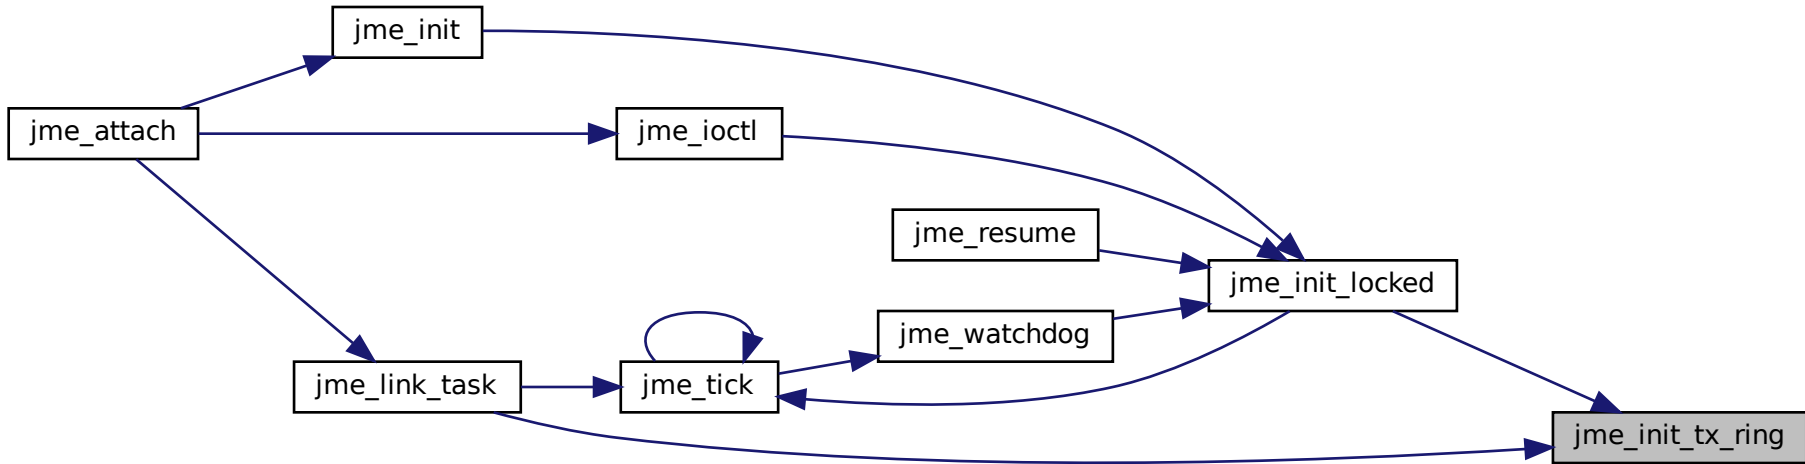 jme_init
jme_attach
jme_ioctl
jme_resume
jme_init_locked
jme_watchdog
jme_link_task
jme_tick
jme_init_tx_ring